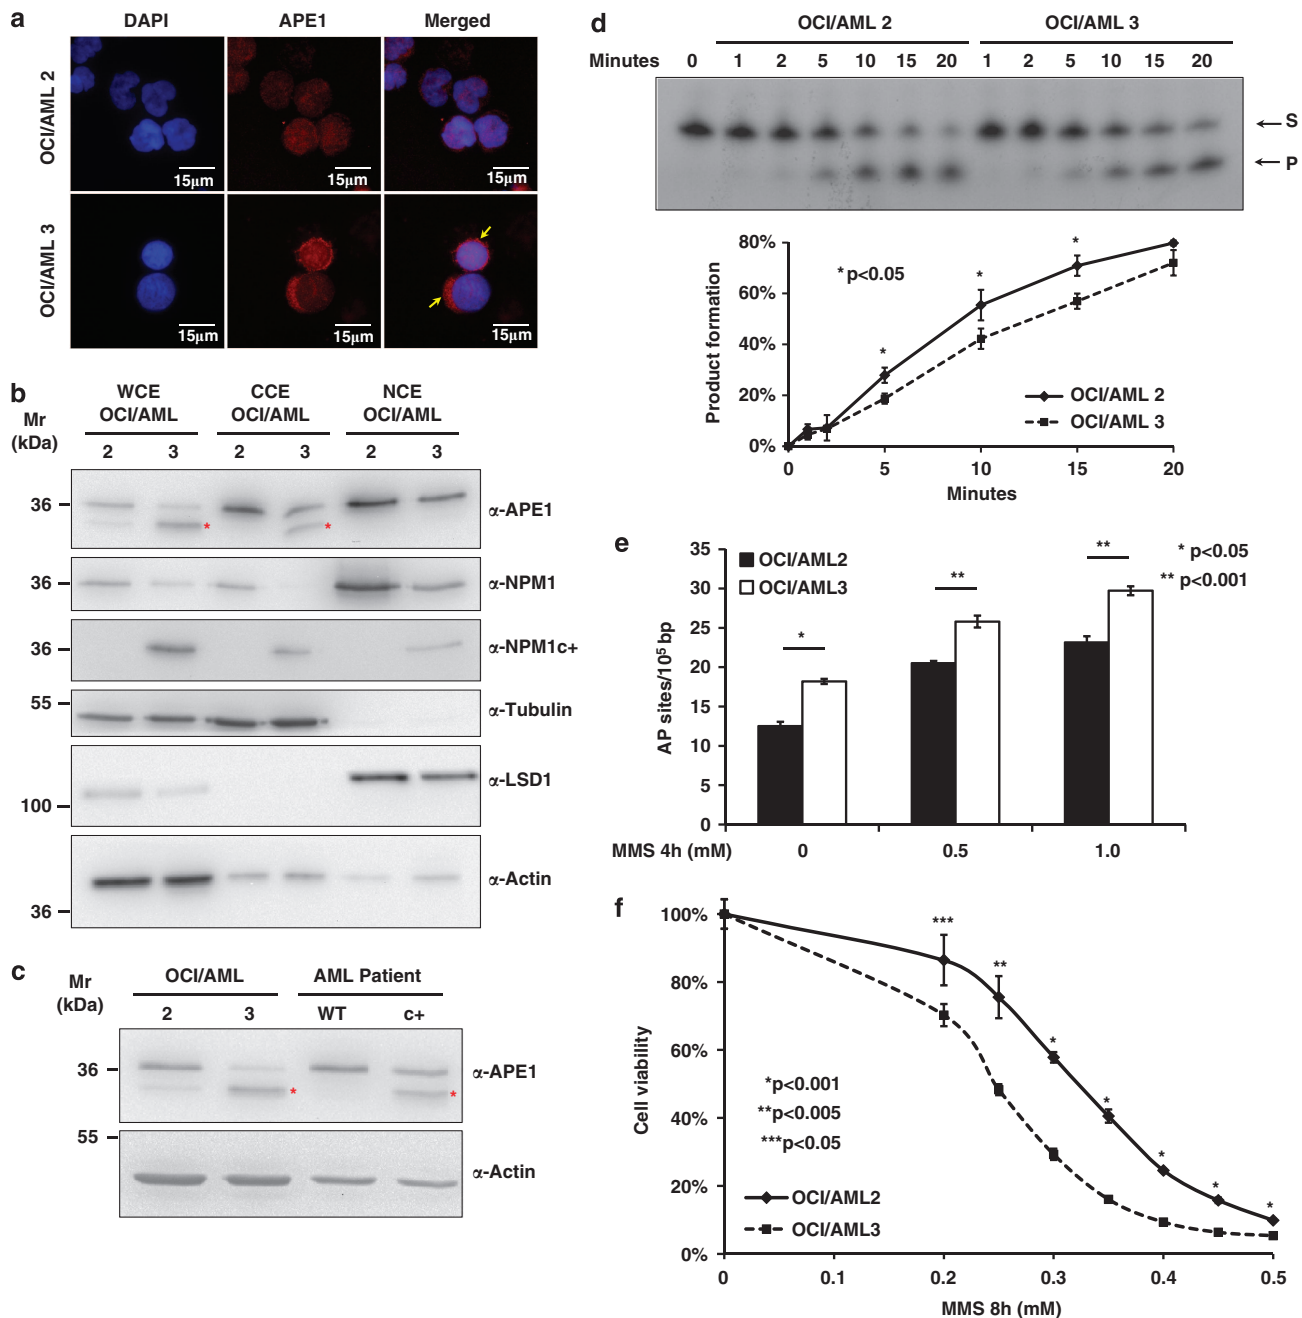 a
DAPI APE1 Merged
OCI/AML 2
15μm 15μm 15μm
OCI/AML 3
15μm 15μm 15μm
b
WCE CCE NCE
OCI/AML OCI/AML OCI/AML
Mr
(kDa)
2 3 2 3 2 3
36 * * α-APE1
36 α-NPM1
36 α-NPM1c+
55 α-Tubulin
100 α-LSD1
36 α-Actin
c
Mr
(kDa)
OCI/AML AML Patient
2 3 WT c+
36 * * α-APE1
55 α-Actin
d
OCI/AML 2 OCI/AML 3
Minutes 0 1 2 5 10 15 20 1 2 5 10 15 20
← S
← P
Product formation
80%
60%
40%
20%
0%
* p<0.05
* * *
OCI/AML 2
OCI/AML 3
0 5 10 15 20
Minutes
e
AP sites/10⁵ bp
35
30
25
20
15
10
5
0
OCI/AML2
OCI/AML3
* ** **
* p<0.05
** p<0.001
MMS 4h (mM) 0 0.5 1.0
f
Cell viability
100%
80%
60%
40%
20%
0%
*** ** * * * * *
*p<0.001
**p<0.005
***p<0.05
OCI/AML2
OCI/AML3
0 0.1 0.2 0.3 0.4 0.5
MMS 8h (mM)